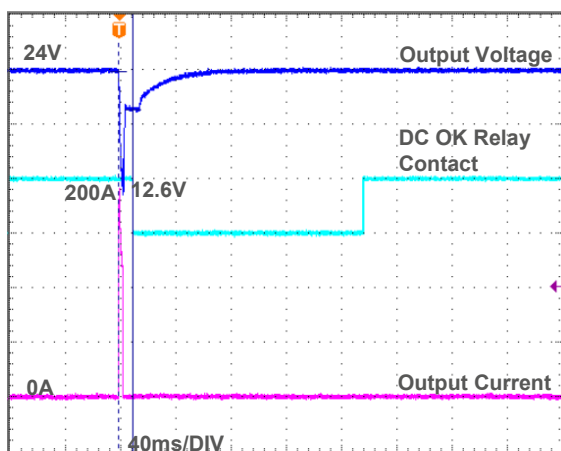 T
24V
Output Voltage
DC OK Relay
Contact
200A
12.6V
0A
Output Current
40ms/DIV